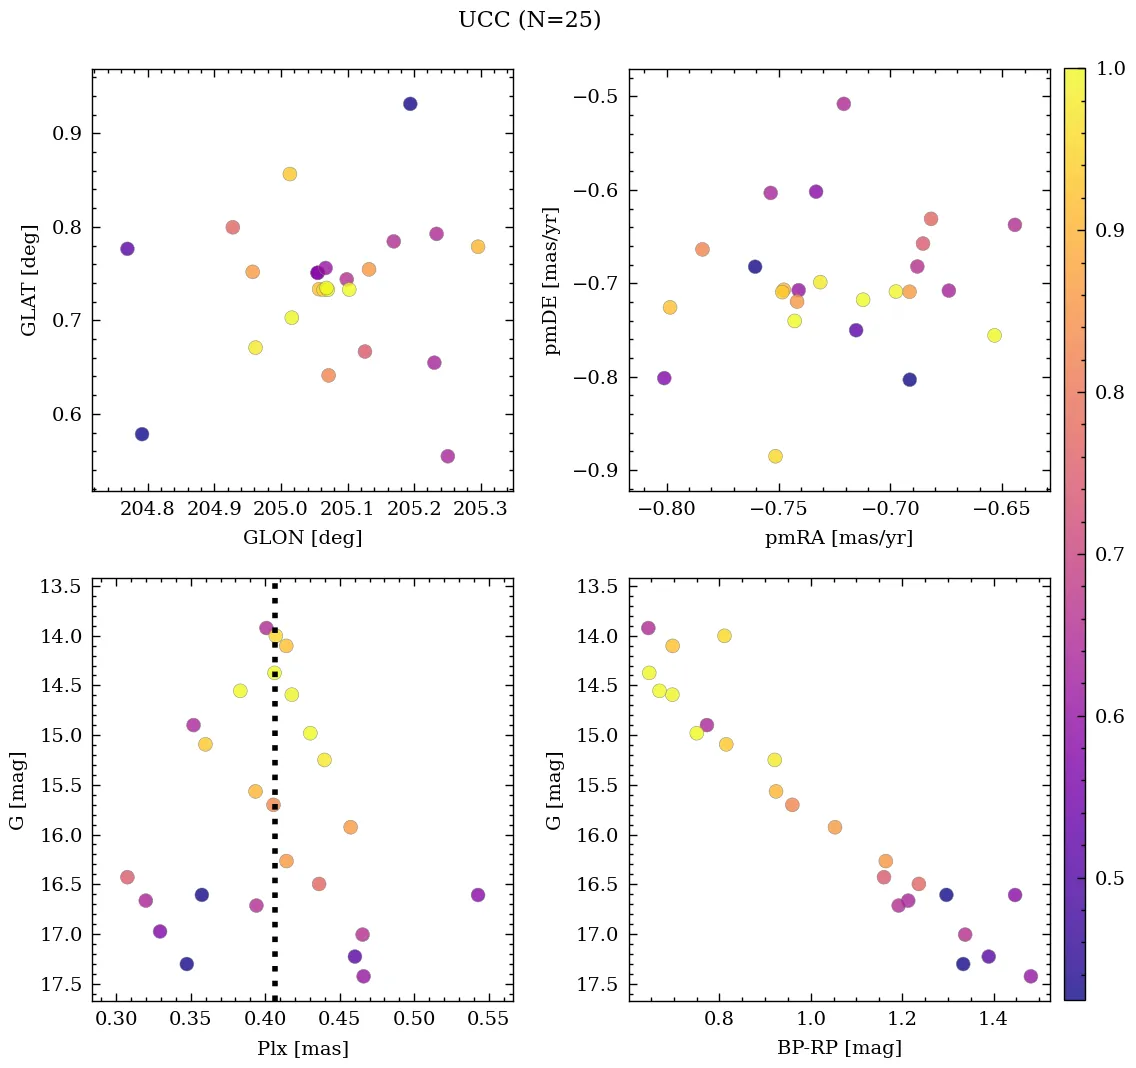 UCC (N=25)
0.9
0.8
0.7
0.6
GLAT [deg]
204.8 204.9 205.0 205.1 205.2 205.3
GLON [deg]
−0.5
−0.6
−0.7
−0.8
−0.9
pmDE [mas/yr]
−0.80 −0.75 −0.70 −0.65
pmRA [mas/yr]
1.0
0.9
0.8
0.7
0.6
0.5
13.5
14.0
14.5
15.0
15.5
16.0
16.5
17.0
17.5
G [mag]
0.30 0.35 0.40 0.45 0.50 0.55
Plx [mas]
13.5
14.0
14.5
15.0
15.5
16.0
16.5
17.0
17.5
G [mag]
0.8 1.0 1.2 1.4
BP-RP [mag]